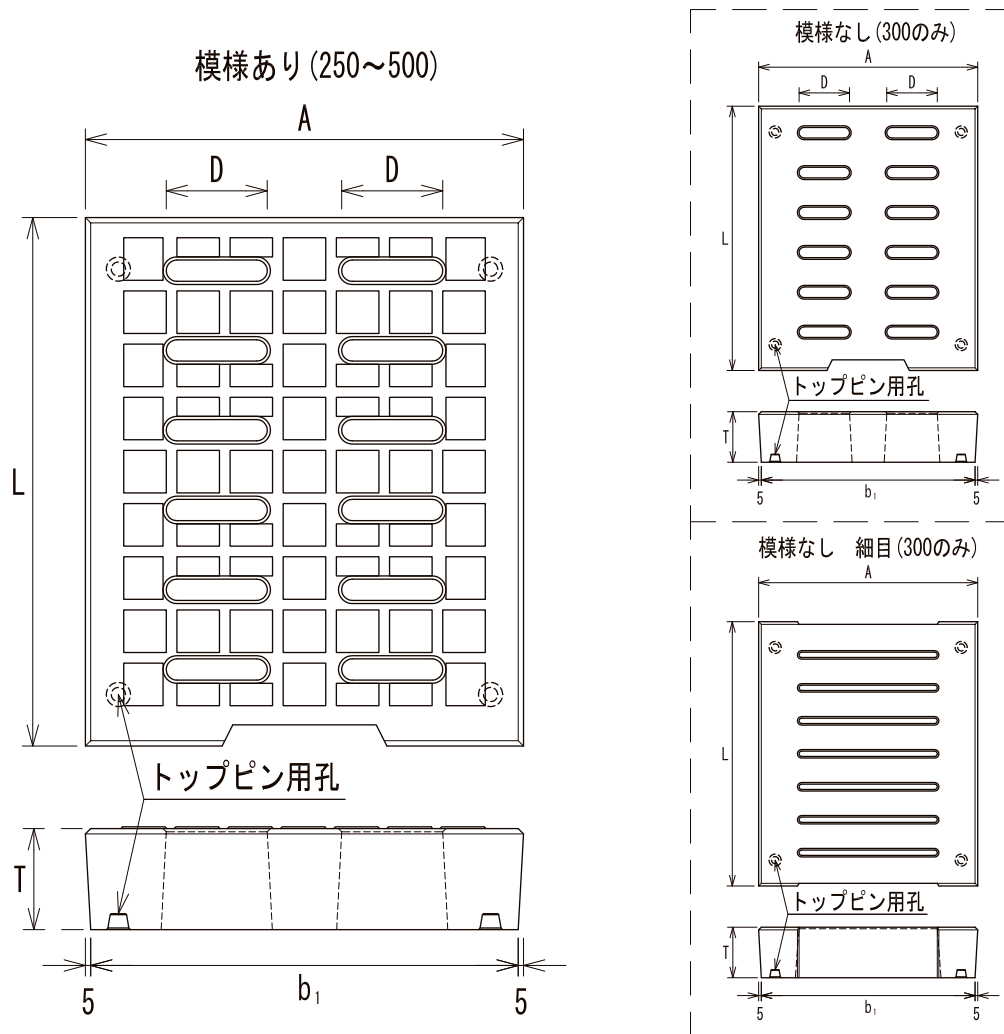 模様あり(250～500)
A
D D
L
トップピン用孔
T
5 b₁ 5
模様なし(300のみ)
A
D D
L
トップピン用孔
T
5 b₁ 5
模様なし 細目(300のみ)
A
L
トップピン用孔
T
5 b₁ 5